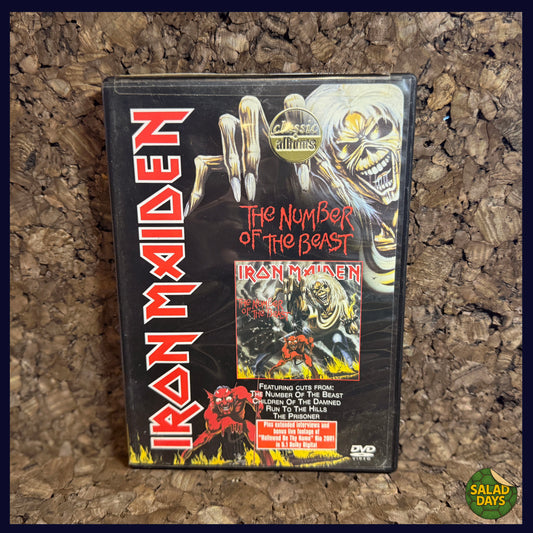 IRON MAIDEN
classic
albums
THE NUMBER
OF THE BEAST
IRON MAIDEN
THE NUMBER
OF THE BEAST
FEATURING CUTS FROM:
THE NUMBER OF THE BEAST
CHILDREN OF THE DAMNED
RUN TO THE HILLS
THE PRISONER
Plus extended interviews and
bonus live footage of
"Hallowed Be Thy Name" Rio 2001
in 5.1 Dolby Digital
DVD
VIDEO
SALAD
DAYS